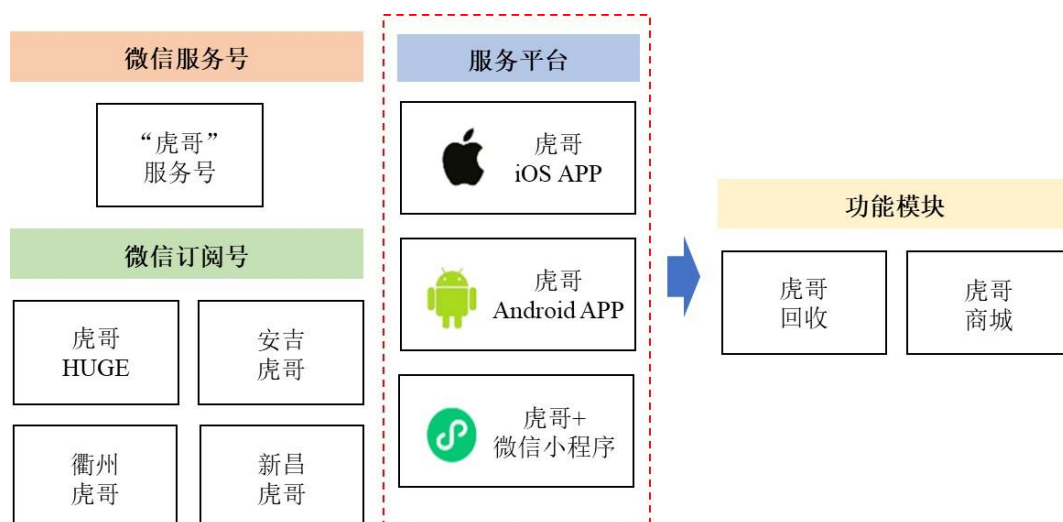 微信服务号
“虎哥”
服务号
微信订阅号
虎哥
HUGE
安吉
虎哥
衢州
虎哥
新昌
虎哥
服务平台
虎哥
iOS APP
虎哥
Android APP
虎哥+
微信小程序
功能模块
虎哥
回收
虎哥
商城